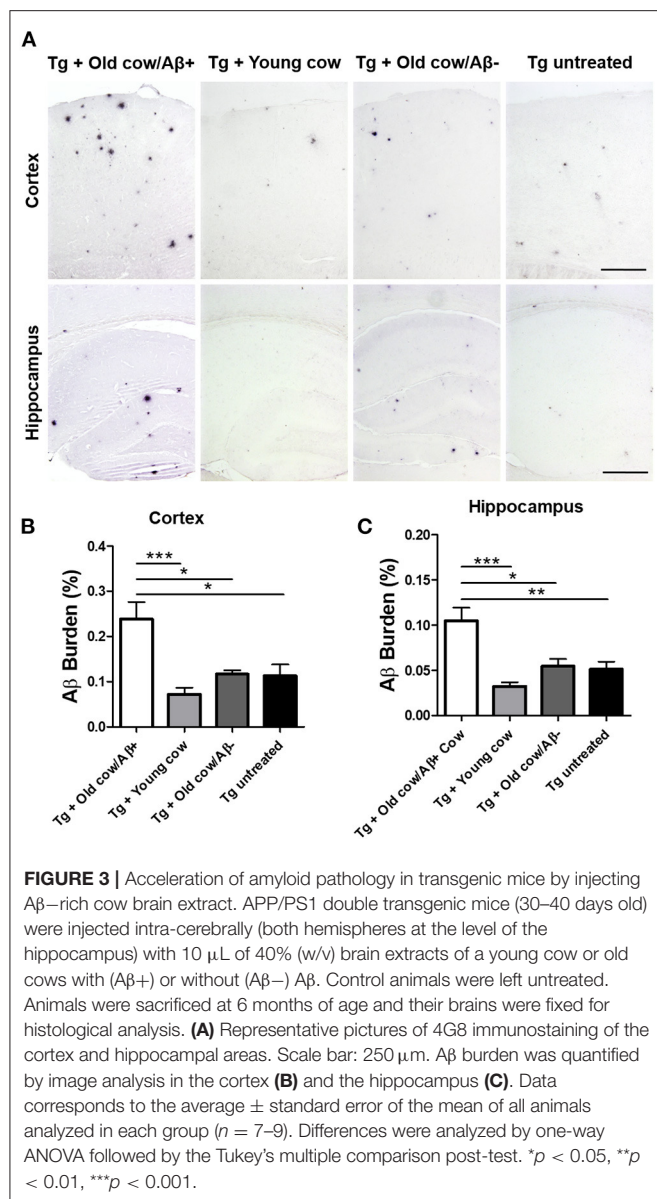 A
Tg + Old cow/Aβ+ Tg + Young cow Tg + Old cow/Aβ- Tg untreated
Cortex
Hippocampus
B
Cortex
Aβ Burden (%)
0.4
0.3
0.2
0.1
0.0
***
*
*
Tg + Old cow/Aβ+
Tg + Young cow
Tg + Old cow/Aβ-
Tg untreated
C
Hippocampus
Aβ Burden (%)
0.20
0.15
0.10
0.05
0.00
***
*
**
Tg + Old cow/Aβ+ Cow
Tg + Young cow
Tg + Old cow/Aβ-
Tg untreated
FIGURE 3 | Acceleration of amyloid pathology in transgenic mice by injecting
Aβ−rich cow brain extract. APP/PS1 double transgenic mice (30–40 days old)
were injected intra-cerebrally (both hemispheres at the level of the
hippocampus) with 10 μL of 40% (w/v) brain extracts of a young cow or old
cows with (Aβ+) or without (Aβ−) Aβ. Control animals were left untreated.
Animals were sacrificed at 6 months of age and their brains were fixed for
histological analysis. (A) Representative pictures of 4G8 immunostaining of the
cortex and hippocampal areas. Scale bar: 250 μm. Aβ burden was quantified
by image analysis in the cortex (B) and the hippocampus (C). Data
corresponds to the average ± standard error of the mean of all animals
analyzed in each group (n = 7–9). Differences were analyzed by one-way
ANOVA followed by the Tukey's multiple comparison post-test. *p < 0.05, **p
< 0.01, ***p < 0.001.